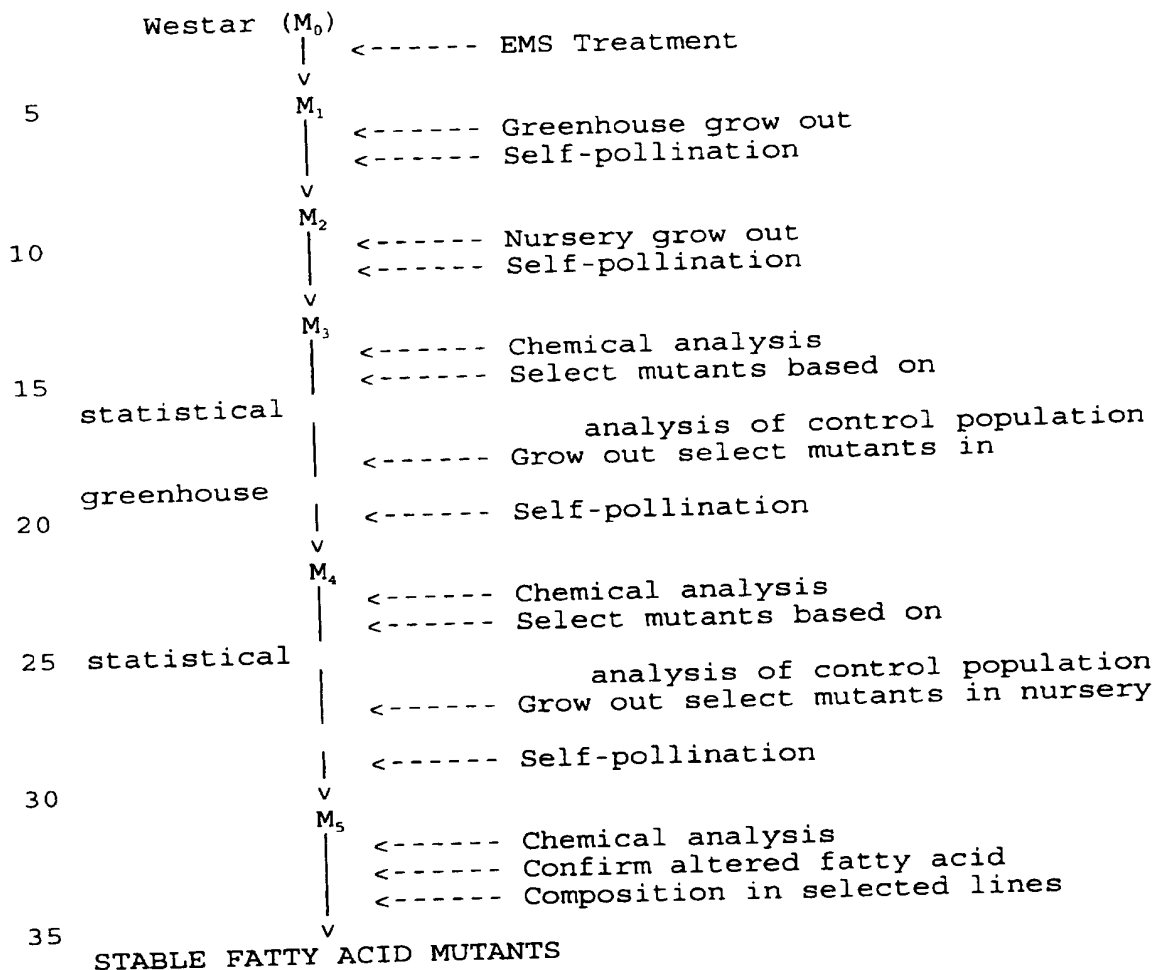 Westar (M₀)
<------ EMS Treatment
5 M₁
<------ Greenhouse grow out
<------ Self-pollination
M₂
10 <------ Nursery grow out
<------ Self-pollination
M₃
<------ Chemical analysis
15 <------ Select mutants based on
statistical
analysis of control population
<------ Grow out select mutants in
greenhouse
20 <------ Self-pollination
M₄
<------ Chemical analysis
<------ Select mutants based on
25 statistical
analysis of control population
<------ Grow out select mutants in nursery
<------ Self-pollination
30
M₅
<------ Chemical analysis
<------ Confirm altered fatty acid
<------ Composition in selected lines
35
STABLE FATTY ACID MUTANTS